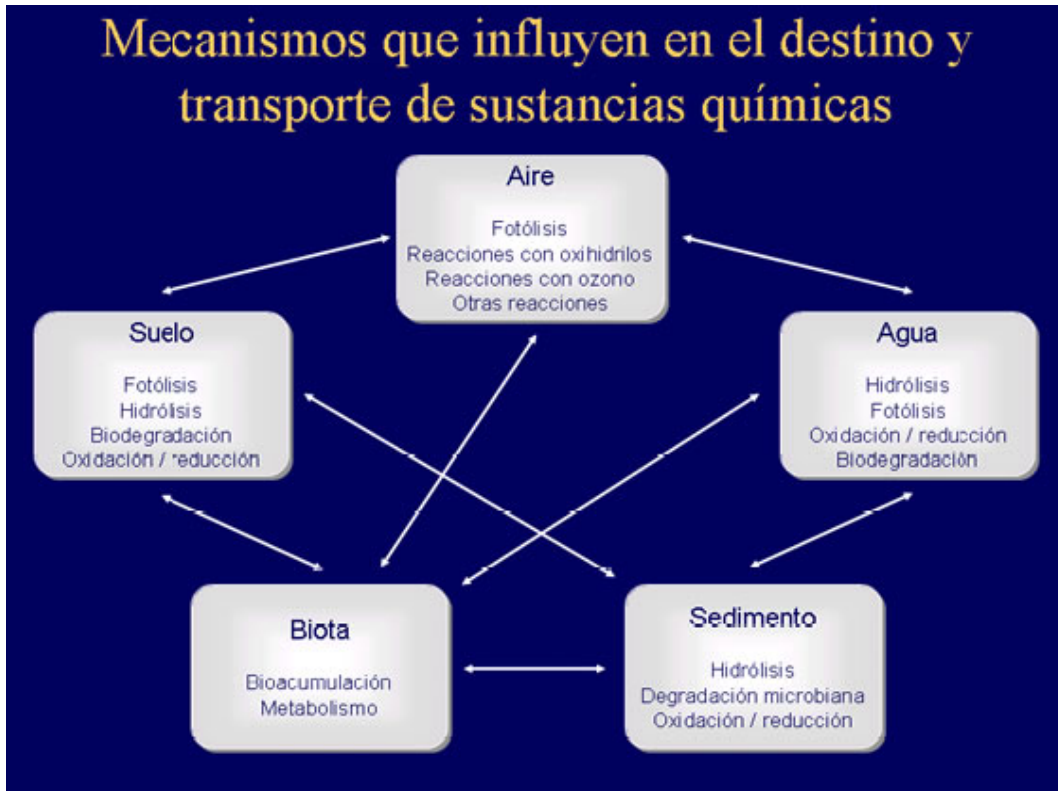 Mecanismos que influyen en el destino y
transporte de sustancias químicas
Aire
Fotólisis
Reacciones con oxihidrilos
Reacciones con ozono
Otras reacciones
Suelo
Fotólisis
Hidrólisis
Biodegradación
Oxidación / reducción
Agua
Hidrólisis
Fotólisis
Oxidación / reducción
Biodegradación
Biota
Bioacumulación
Metabolismo
Sedimento
Hidrólisis
Degradación microbiana
Oxidación / reducción